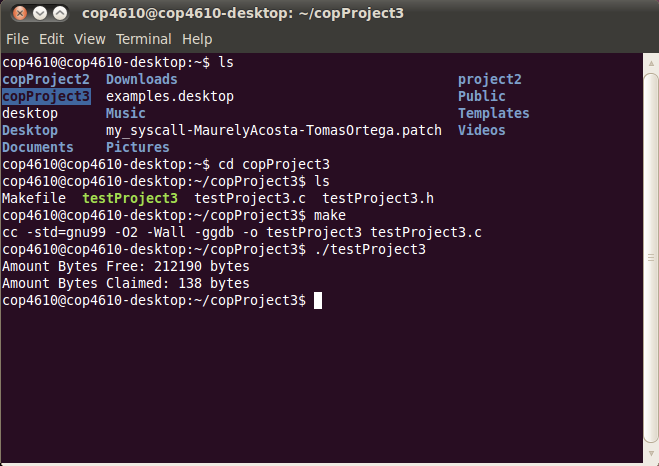 cop4610@cop4610-desktop: ~/copProject3
File Edit View Terminal Help
cop4610@cop4610-desktop:~$ ls
copProject2 Downloads project2
copProject3 examples.desktop Public
desktop Music Templates
Desktop my_syscall-MaurelyAcosta-TomasOrtega.patch Videos
Documents Pictures
cop4610@cop4610-desktop:~$ cd copProject3
cop4610@cop4610-desktop:~/copProject3$ ls
Makefile testProject3 testProject3.c testProject3.h
cop4610@cop4610-desktop:~/copProject3$ make
cc -std=gnu99 -O2 -Wall -ggdb -o testProject3 testProject3.c
cop4610@cop4610-desktop:~/copProject3$ ./testProject3
Amount Bytes Free: 212190 bytes
Amount Bytes Claimed: 138 bytes
cop4610@cop4610-desktop:~/copProject3$